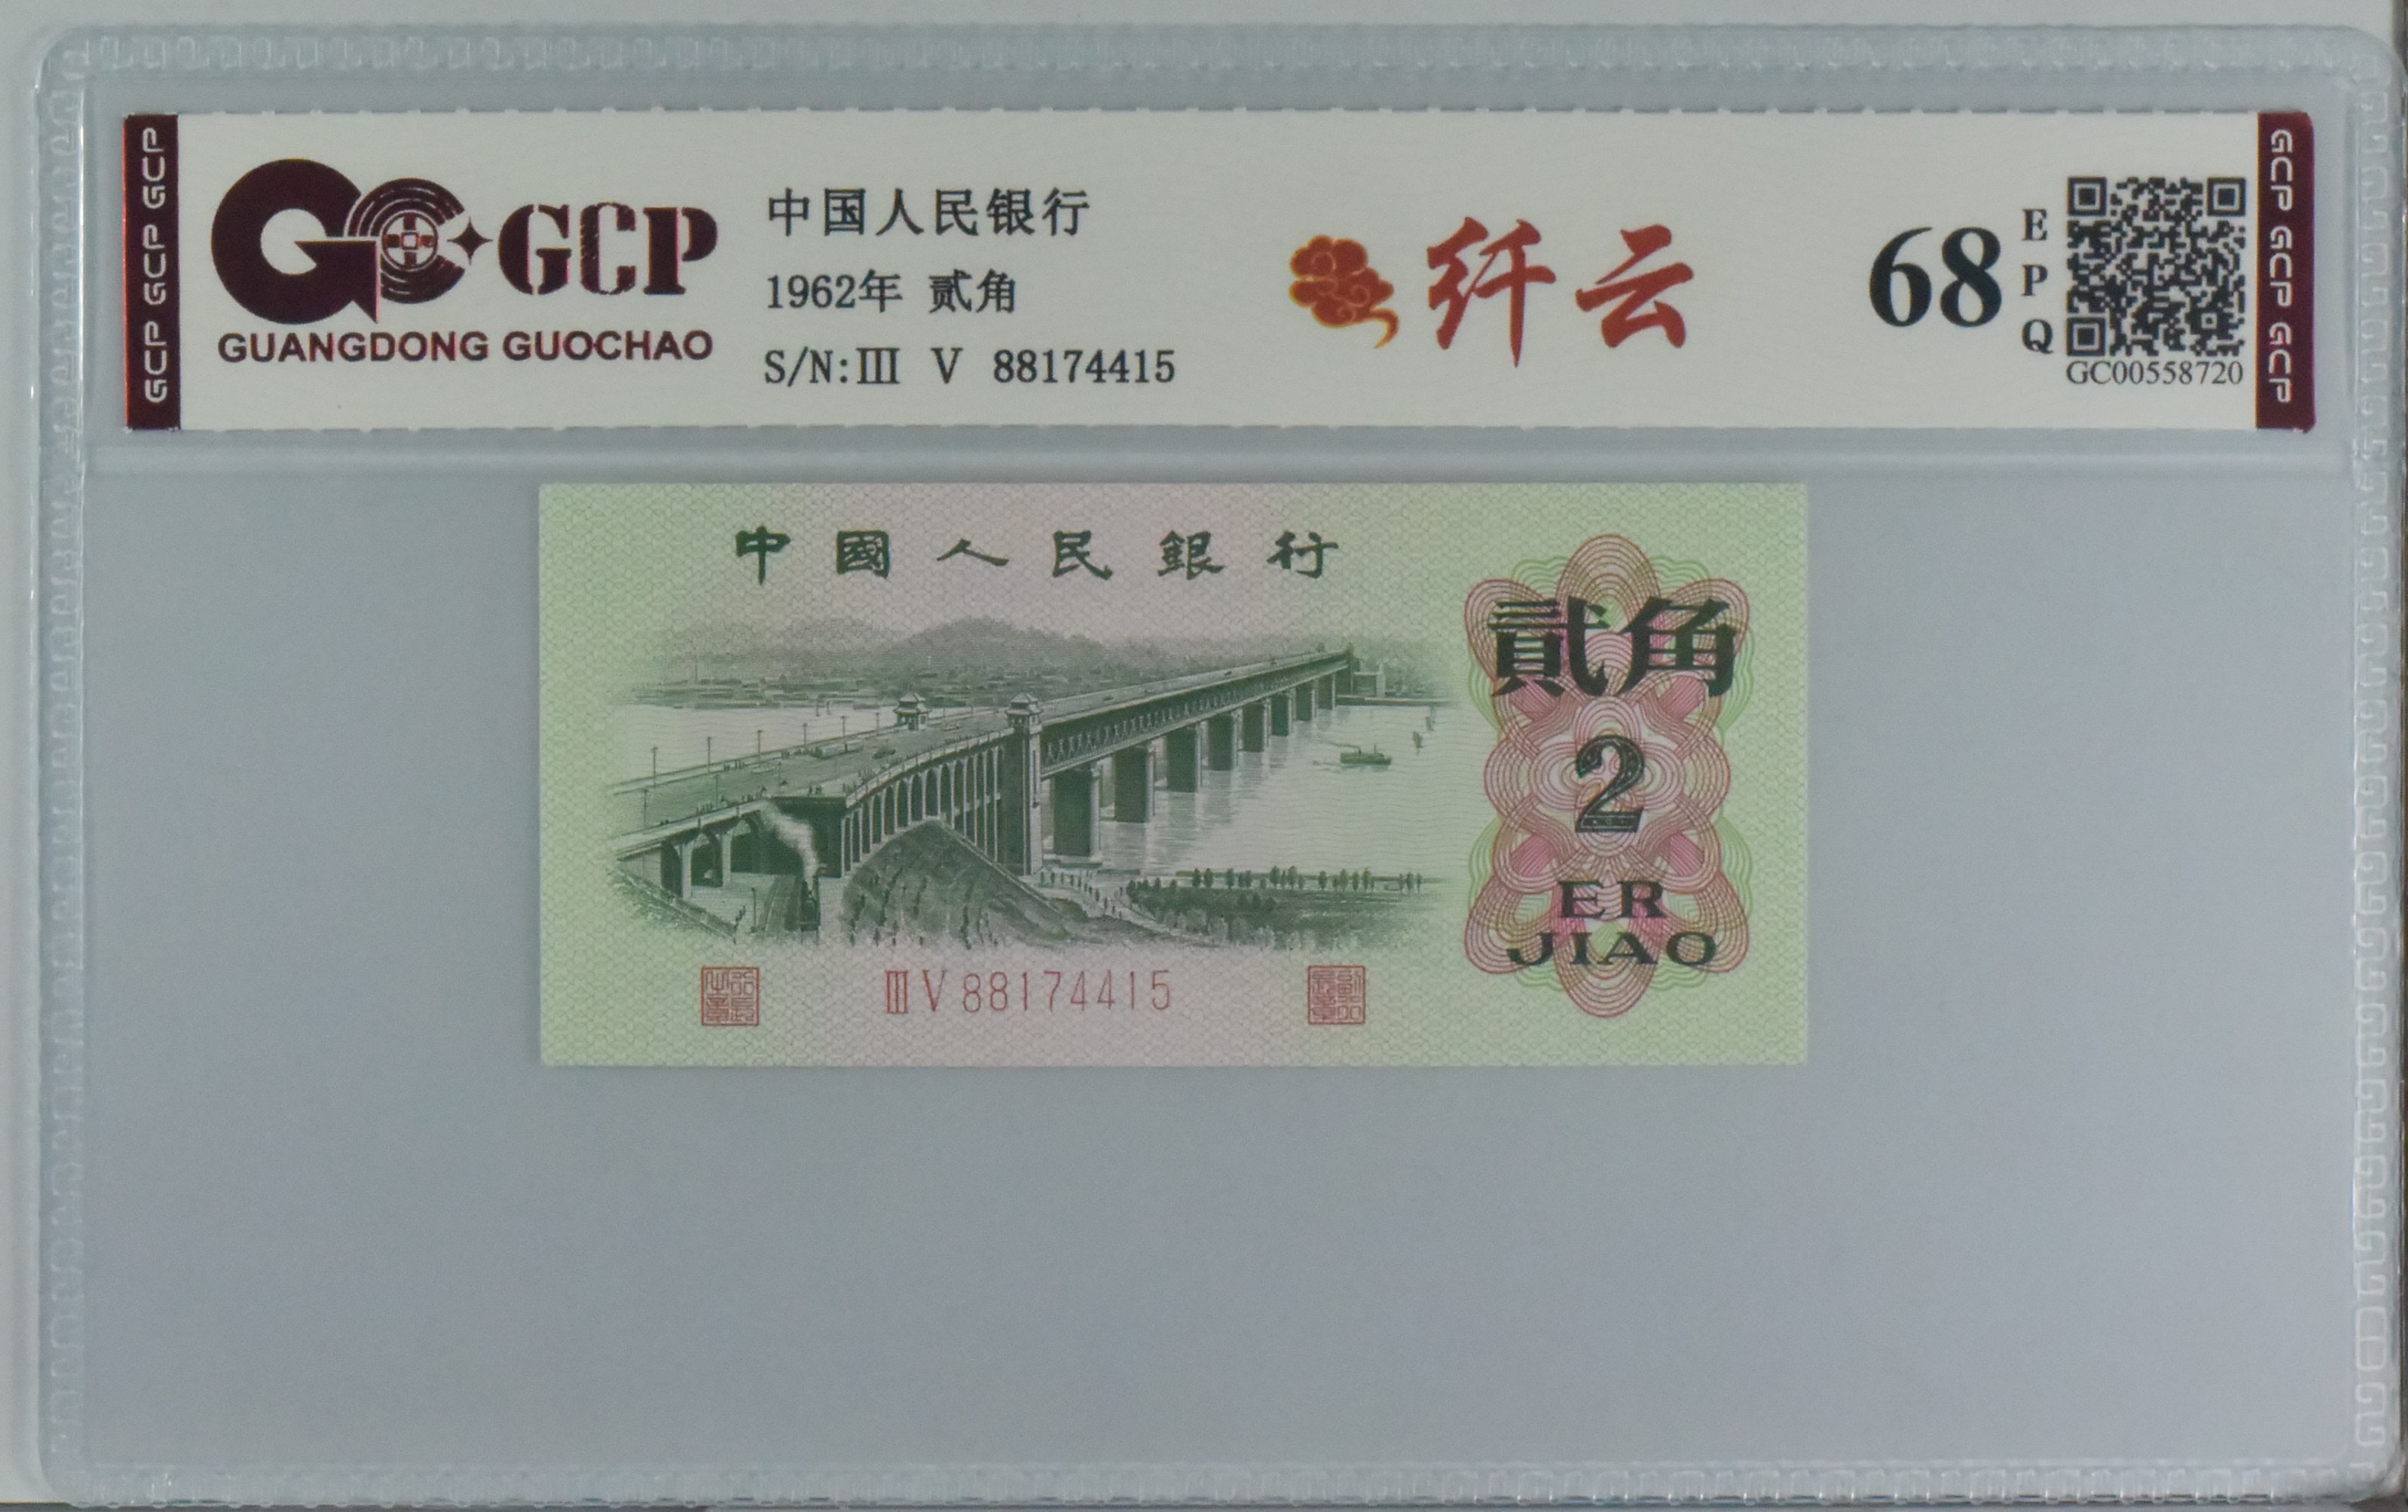 GCP GCP GCP
GCP
GUANGDONG GUOCHAO
中国人民银行
1962年 贰角
S/N:Ⅲ Ⅴ 88174415
纤云
68
E
P
Q
GC00558720
GCP GCP GCP
中國人民銀行
貳角
2
ER
JIAO
Ⅲ Ⅴ 88174415